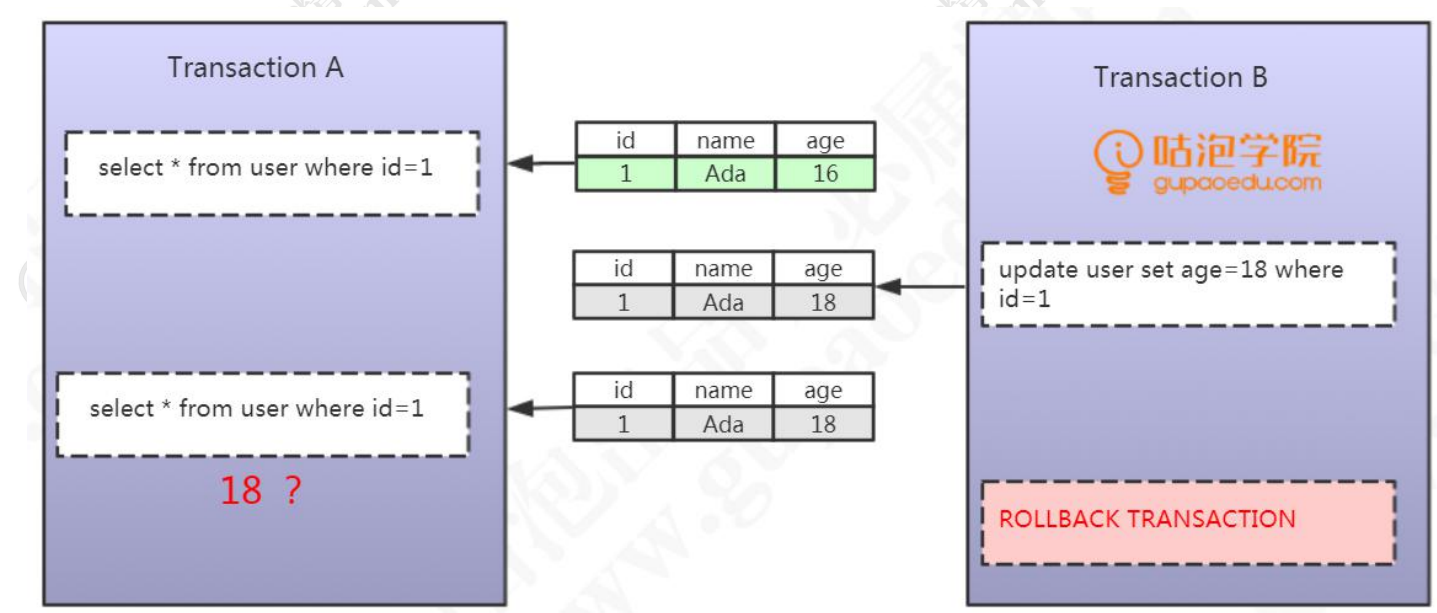 Transaction A
select * from user where id=1
id name age
1 Ada 16
Transaction B
咕泡学院
gupaoedu.com
id name age
1 Ada 18
update user set age=18 where
id=1
select * from user where id=1
id name age
1 Ada 18
18 ?
ROLLBACK TRANSACTION